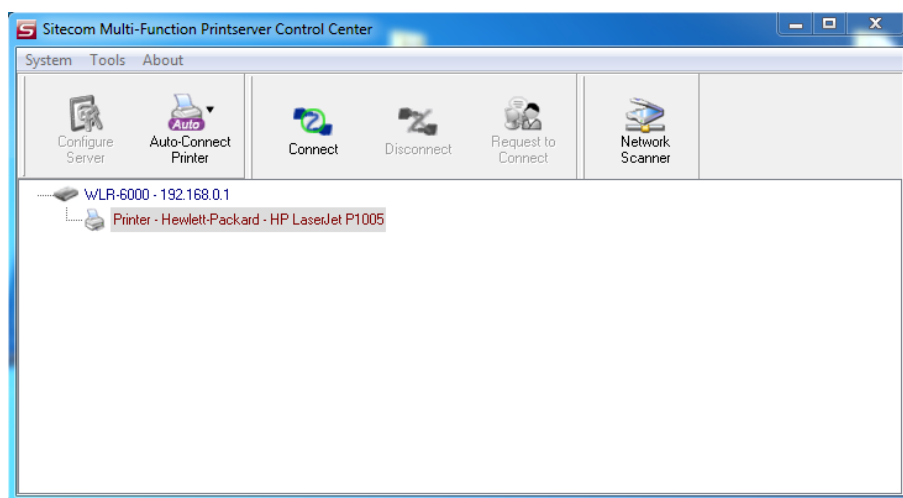 Sitecom Multi-Function Printserver Control Center
System Tools About
Configure
Server
Auto
Auto-Connect
Printer
Connect
Disconnect
Request to
Connect
Network
Scanner
WLR-6000 - 192.168.0.1
Printer - Hewlett-Packard - HP LaserJet P1005